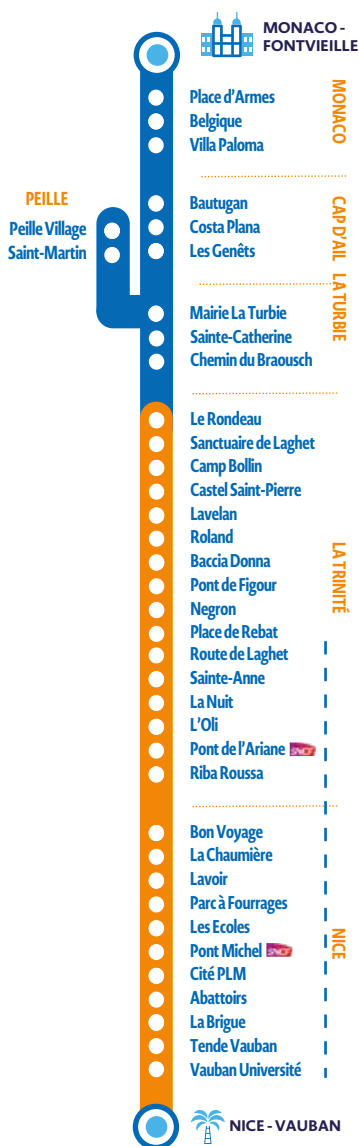 MONACO -
FONTVIEILLE
MONACO
Place d'Armes
Belgique
Villa Paloma
PEILLE
Peille Village
Saint-Martin
CAP D'AIL
Bautugan
Costa Plana
Les Genêts
LA TURBIE
Mairie La Turbie
Sainte-Catherine
Chemin du Braousch
Le Rondeau
Sanctuaire de Laghet
Camp Bollin
Castel Saint-Pierre
Lavelan
Roland
Baccia Donna
Pont de Figour
Negron
Place de Rebat
LA TRINITÉ
Route de Laghet
Sainte-Anne
La Nuit
L'Oli
Pont de l'Ariane SNCF
Riba Roussa
Bon Voyage
La Chaumière
Lavoir
Parc à Fourrages
Les Ecoles
Pont Michel SNCF
NICE
Cité PLM
Abattoirs
La Brigue
Tende Vauban
Vauban Université
NICE - VAUBAN